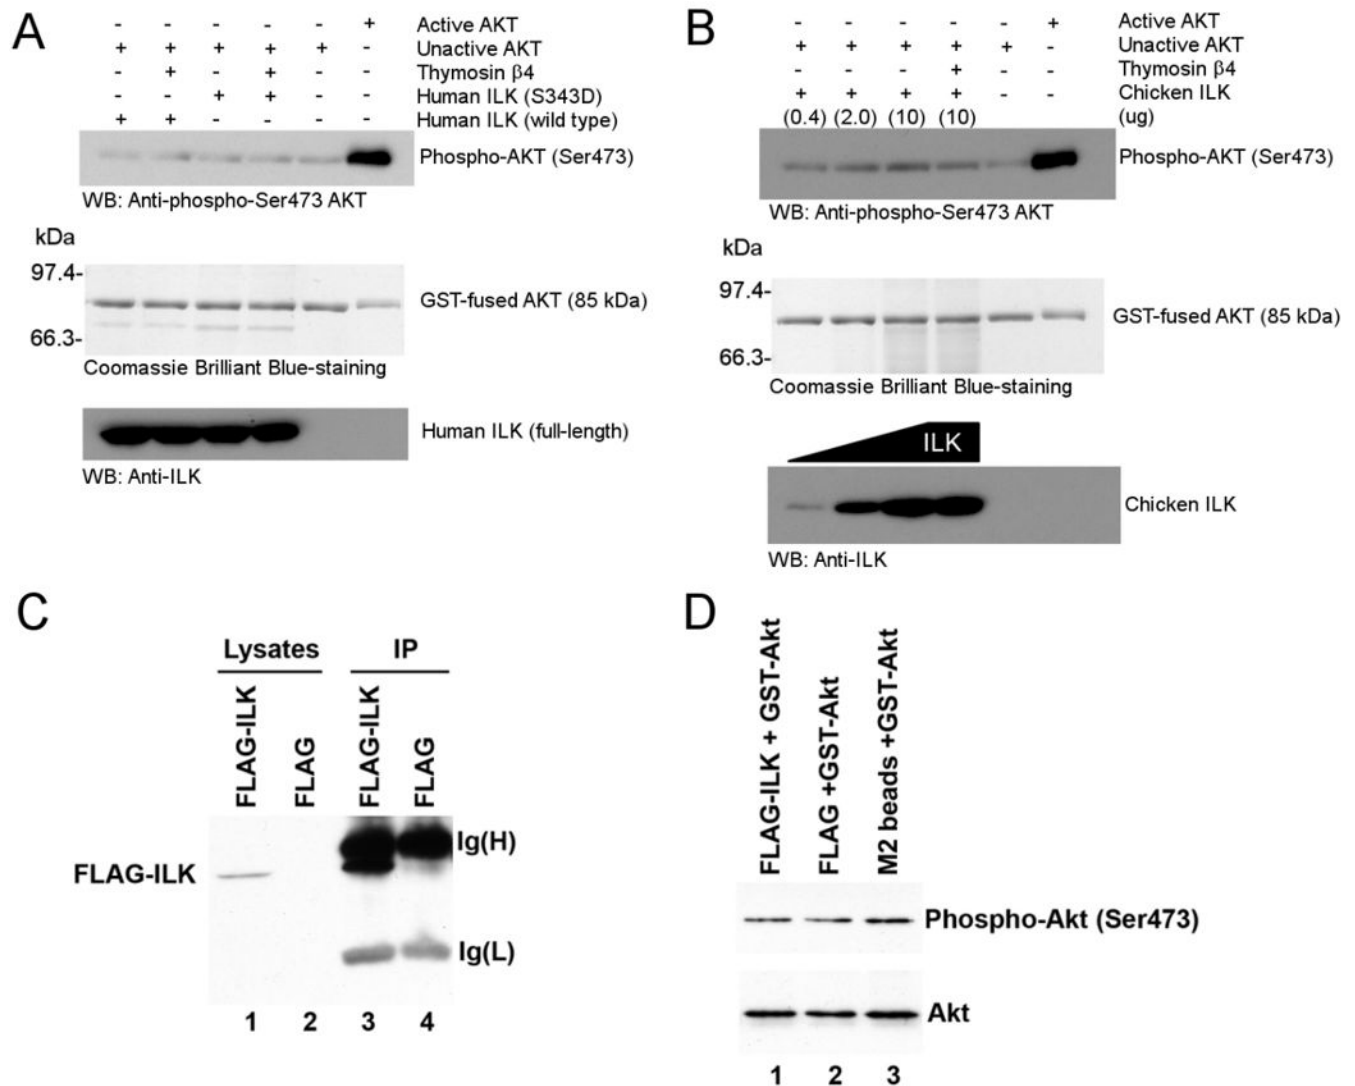 A
- - - - - + Active AKT
+ + + + + - Unactive AKT
- + - + - - Thymosin β4
- - + + - - Human ILK (S343D)
+ + - - - - Human ILK (wild type)
Phospho-AKT (Ser473)
WB: Anti-phospho-Ser473 AKT
kDa
97.4-
GST-fused AKT (85 kDa)
66.3-
Coomassie Brilliant Blue-staining
Human ILK (full-length)
WB: Anti-ILK
B
- - - - - + Active AKT
+ + + + + - Unactive AKT
- - - + - - Thymosin β4
+ + + + - - Chicken ILK
(0.4) (2.0) (10) (10) (ug)
Phospho-AKT (Ser473)
WB: Anti-phospho-Ser473 AKT
kDa
97.4-
GST-fused AKT (85 kDa)
66.3-
Coomassie Brilliant Blue-staining
ILK
Chicken ILK
WB: Anti-ILK
C
Lysates IP
FLAG-ILK
FLAG
FLAG-ILK
FLAG
Ig(H)
FLAG-ILK
Ig(L)
1 2 3 4
D
FLAG-ILK + GST-Akt
FLAG +GST-Akt
M2 beads +GST-Akt
Phospho-Akt (Ser473)
Akt
1 2 3